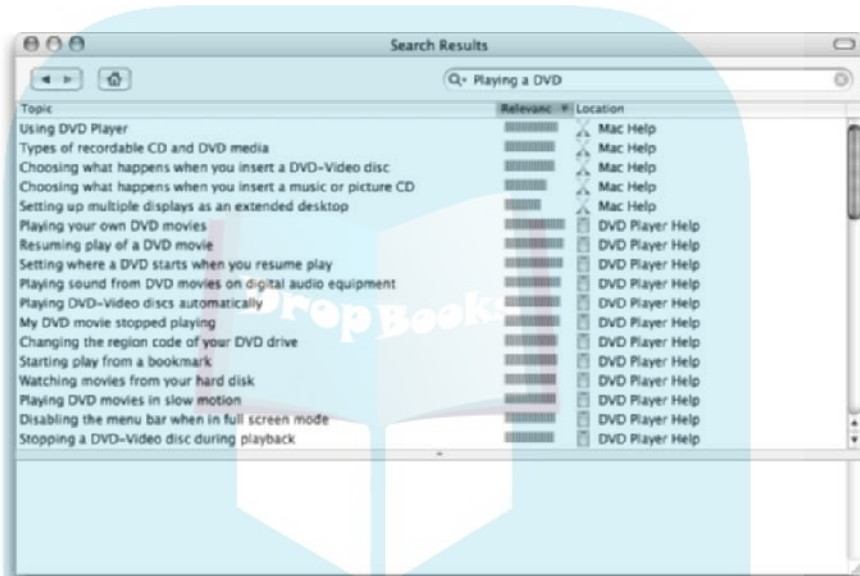 Search Results
Playing a DVD
Topic Relevanc Location
Using DVD Player Mac Help
Types of recordable CD and DVD media Mac Help
Choosing what happens when you insert a DVD-Video disc Mac Help
Choosing what happens when you insert a music or picture CD Mac Help
Setting up multiple displays as an extended desktop Mac Help
Playing your own DVD movies DVD Player Help
Resuming play of a DVD movie DVD Player Help
Setting where a DVD starts when you resume play DVD Player Help
Playing sound from DVD movies on digital audio equipment DVD Player Help
Playing DVD-Video discs automatically DVD Player Help
My DVD movie stopped playing DVD Player Help
Changing the region code of your DVD drive DVD Player Help
Starting play from a bookmark DVD Player Help
Watching movies from your hard disk DVD Player Help
Playing DVD movies in slow motion DVD Player Help
Disabling the menu bar when in full screen mode DVD Player Help
Stopping a DVD-Video disc during playback DVD Player Help
DropBooks